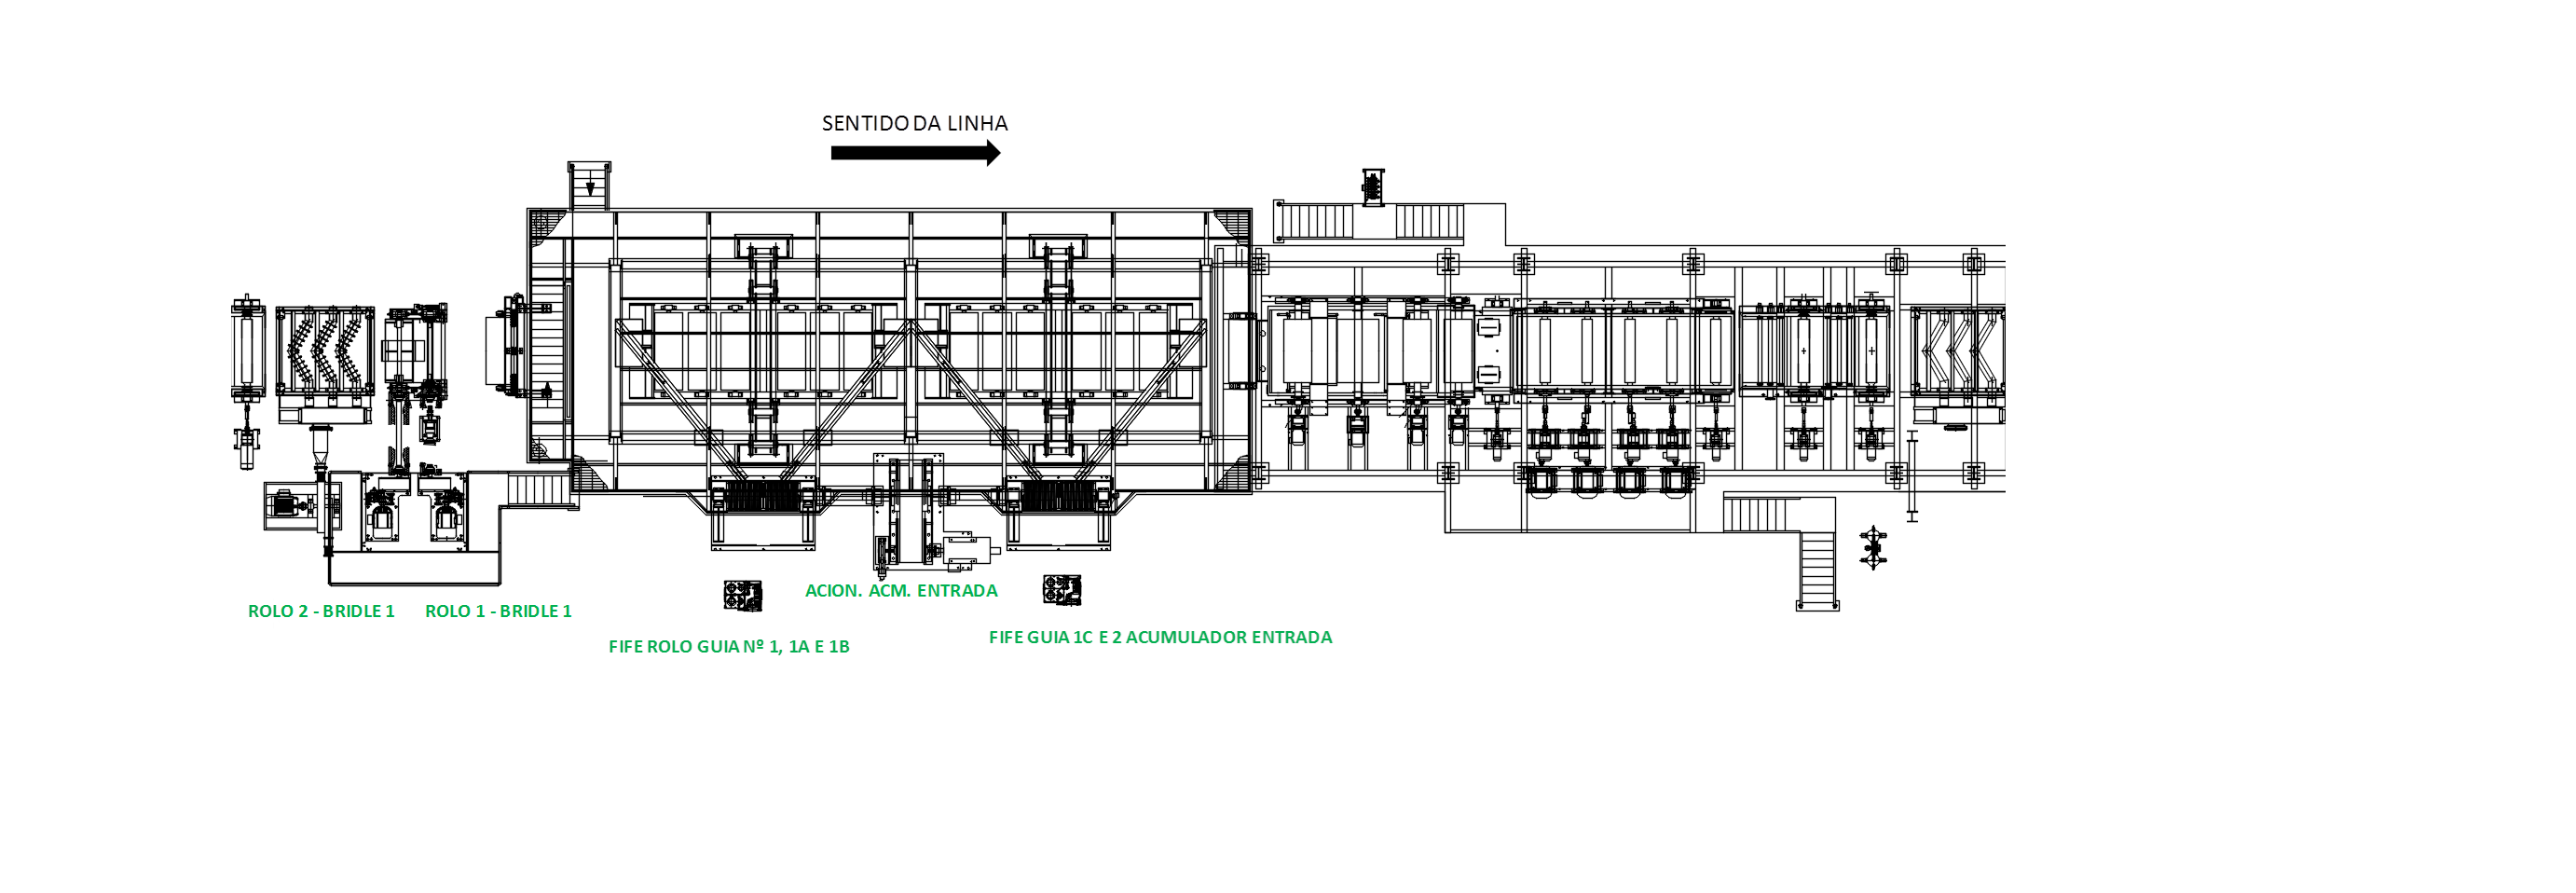 SENTIDO DA LINHA
ROLO 2 - BRIDLE 1
ROLO 1 - BRIDLE 1
ACION. ACM. ENTRADA
FIFE ROLO GUIA Nº 1, 1A E 1B
FIFE GUIA 1C E 2 ACUMULADOR ENTRADA